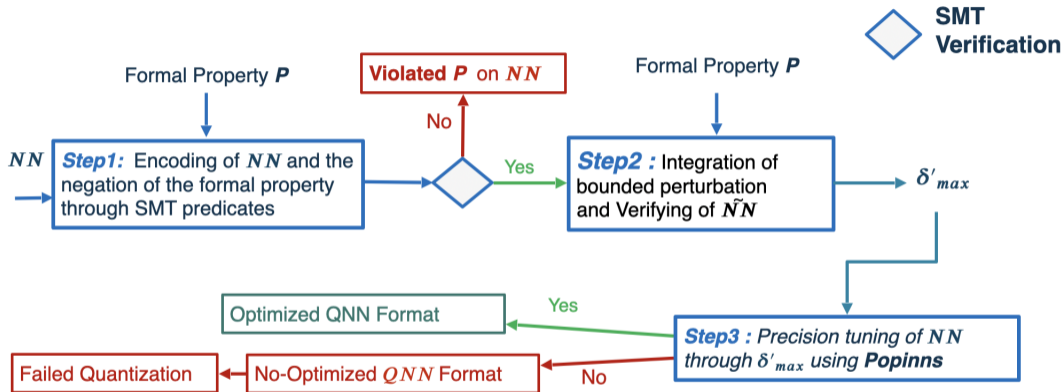 SMT
Verification
Formal Property P
Violated P on NN
Formal Property P
No
NN
Step1: Encoding of NN and the
negation of the formal property
through SMT predicates
Yes
Step2 : Integration of
bounded perturbation
and Verifying of ÑN
δ′max
Optimized QNN Format
Yes
Step3 : Precision tuning of NN
through δ′max using Popinns
Failed Quantization
No-Optimized QNN Format
No